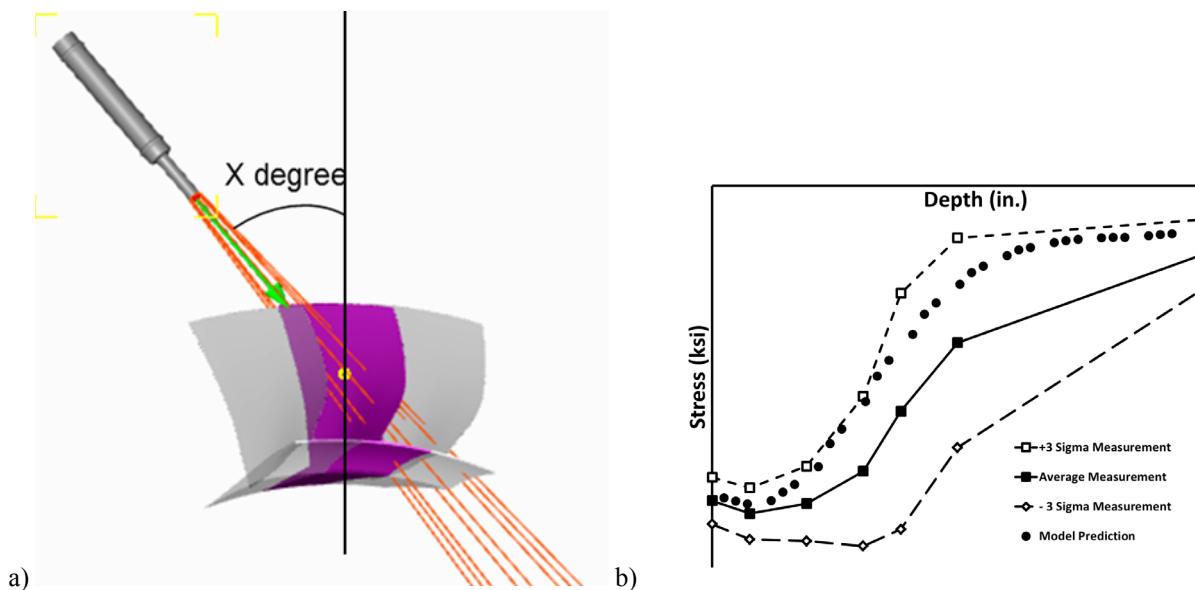 X degree
a)
Depth (in.)
Stress (ksi)
+3 Sigma Measurement
Average Measurement
- 3 Sigma Measurement
Model Prediction
b)